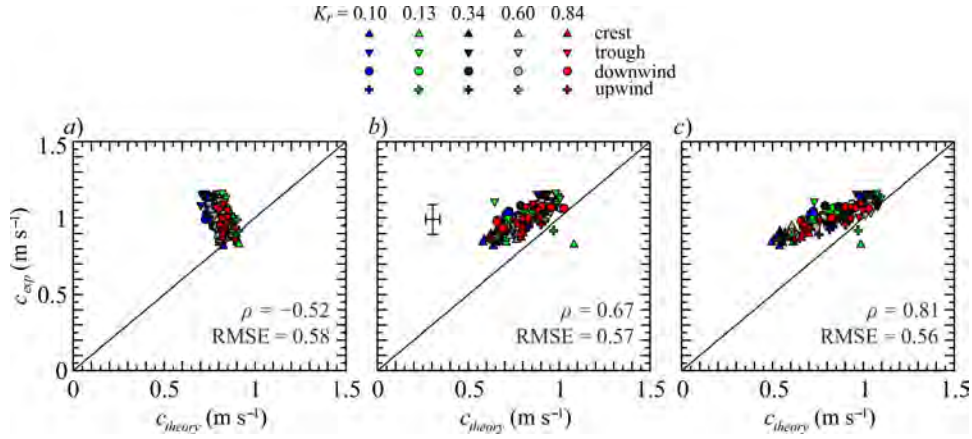 K_r = 0.10 0.13 0.34 0.60 0.84
crest
trough
downwind
upwind
a) b) c)
1.5
1
0.5
0
c_exp (m s⁻¹)
ρ = −0.52
RMSE = 0.58
ρ = 0.67
RMSE = 0.57
ρ = 0.81
RMSE = 0.56
0 0.5 1 1.5 0 0.5 1 1.5 0 0.5 1 1.5
c_theory (m s⁻¹) c_theory (m s⁻¹) c_theory (m s⁻¹)